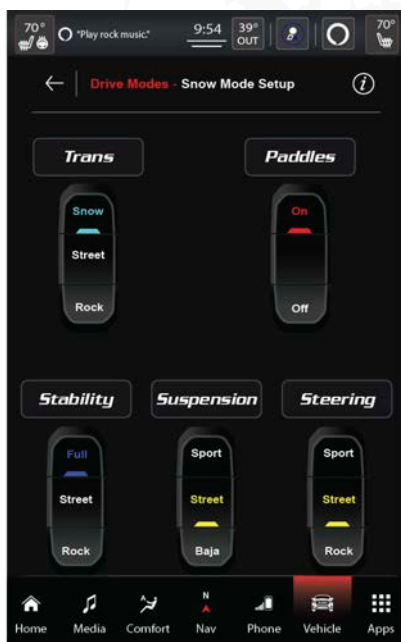 70° "Play rock music." 9:54 39° OUT 70°
Drive Modes - Snow Mode Setup i
Trans Paddles
Snow On
Street
Rock Off
Stability Suspension Steering
Full Sport Sport
Street Street Street
Rock Baja Rock
N
Home Media Comfort Nav Phone Vehicle Apps